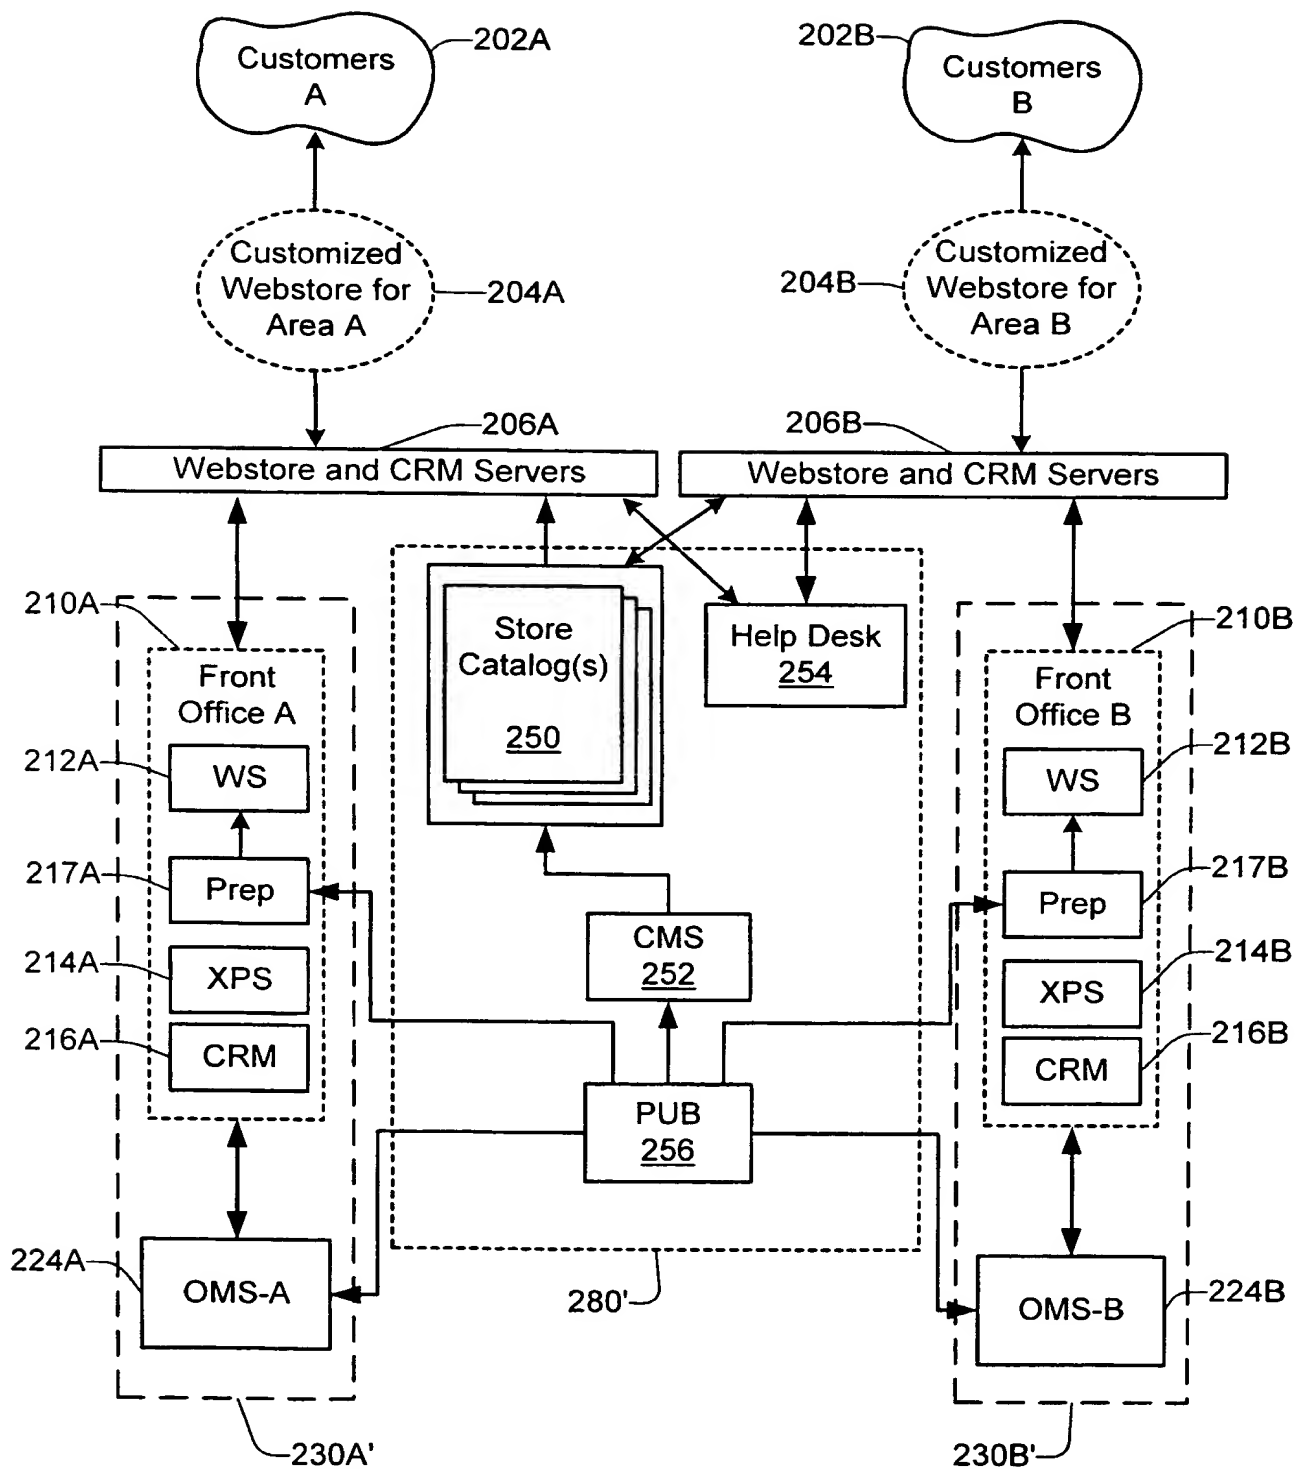 202A
Customers
A
202B
Customers
B
Customized
Webstore for
Area A
204A
204B
Customized
Webstore for
Area B
206A
Webstore and CRM Servers
206B
Webstore and CRM Servers
210A
Front
Office A
212A
WS
217A
Prep
214A
XPS
216A
CRM
224A
OMS-A
230A'
Store
Catalog(s)
250
Help Desk
254
CMS
252
PUB
256
280'
210B
Front
Office B
212B
WS
217B
Prep
214B
XPS
216B
CRM
224B
OMS-B
230B'